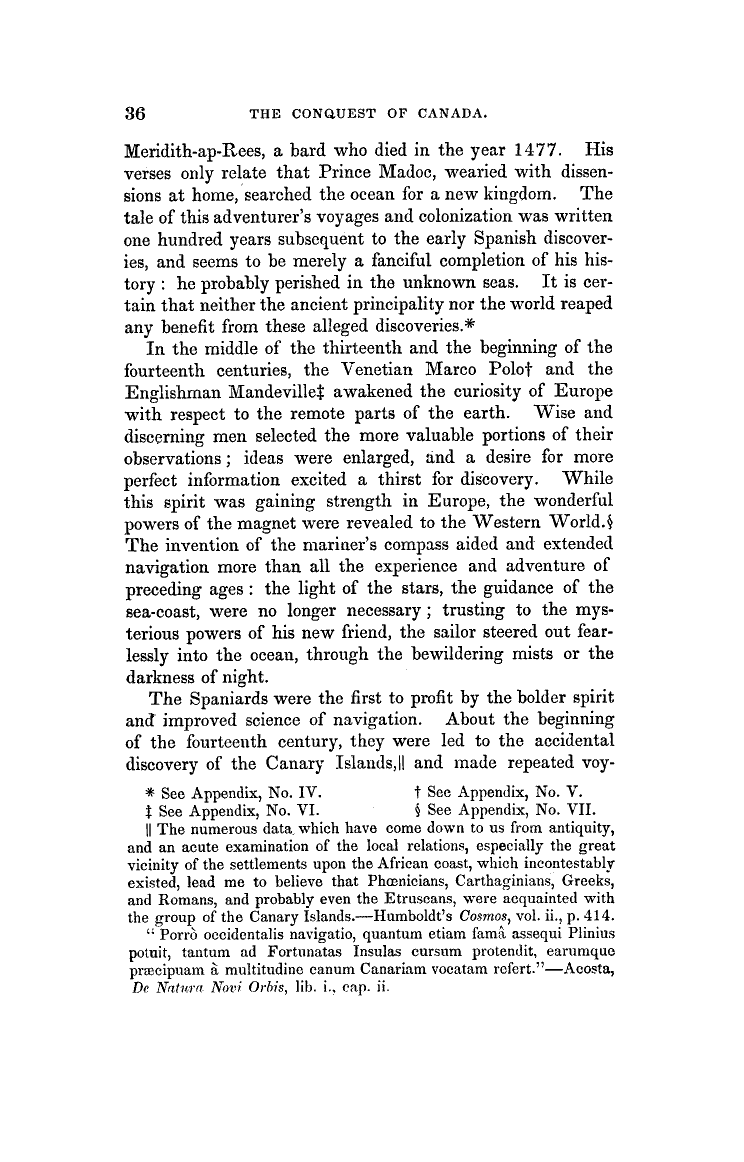 36 THE CONQUEST OF CANADA.
Meridith-ap-Rees, a bard who died in the year 1477. His
verses only relate that Prince Madoc, wearied with dissen-
sions at home, searched the ocean for a new kingdom. The
tale of this adventurer's voyages and colonization was written
one hundred years subsequent to the early Spanish discover-
ies, and seems to be merely a fanciful completion of his his-
tory : he probably perished in the unknown seas. It is cer-
tain that neither the ancient principality nor the world reaped
any benefit from these alleged discoveries.*
In the middle of the thirteenth and the beginning of the
fourteenth centuries, the Venetian Marco Polo† and the
Englishman Mandeville‡ awakened the curiosity of Europe
with respect to the remote parts of the earth. Wise and
discerning men selected the more valuable portions of their
observations ; ideas were enlarged, and a desire for more
perfect information excited a thirst for discovery. While
this spirit was gaining strength in Europe, the wonderful
powers of the magnet were revealed to the Western World.§
The invention of the mariner's compass aided and extended
navigation more than all the experience and adventure of
preceding ages : the light of the stars, the guidance of the
sea-coast, were no longer necessary ; trusting to the mys-
terious powers of his new friend, the sailor steered out fear-
lessly into the ocean, through the bewildering mists or the
darkness of night.
The Spaniards were the first to profit by the bolder spirit
and improved science of navigation. About the beginning
of the fourteenth century, they were led to the accidental
discovery of the Canary Islands,|| and made repeated voy-
* See Appendix, No. IV. † See Appendix, No. V.
‡ See Appendix, No. VI. § See Appendix, No. VII.
|| The numerous data which have come down to us from antiquity,
and an acute examination of the local relations, especially the great
vicinity of the settlements upon the African coast, which incontestably
existed, lead me to believe that Phœnicians, Carthaginians, Greeks,
and Romans, and probably even the Etruscans, were acquainted with
the group of the Canary Islands.—Humboldt's Cosmos, vol. ii., p. 414.
" Porrò occidentalis navigatio, quantum etiam famâ assequi Plinius
potuit, tantum ad Fortunatas Insulas cursum protendit, earumque
præcipuam à multitudine canum Canariam vocatam refert."—Acosta,
De Natura Novi Orbis, lib. i., cap. ii.